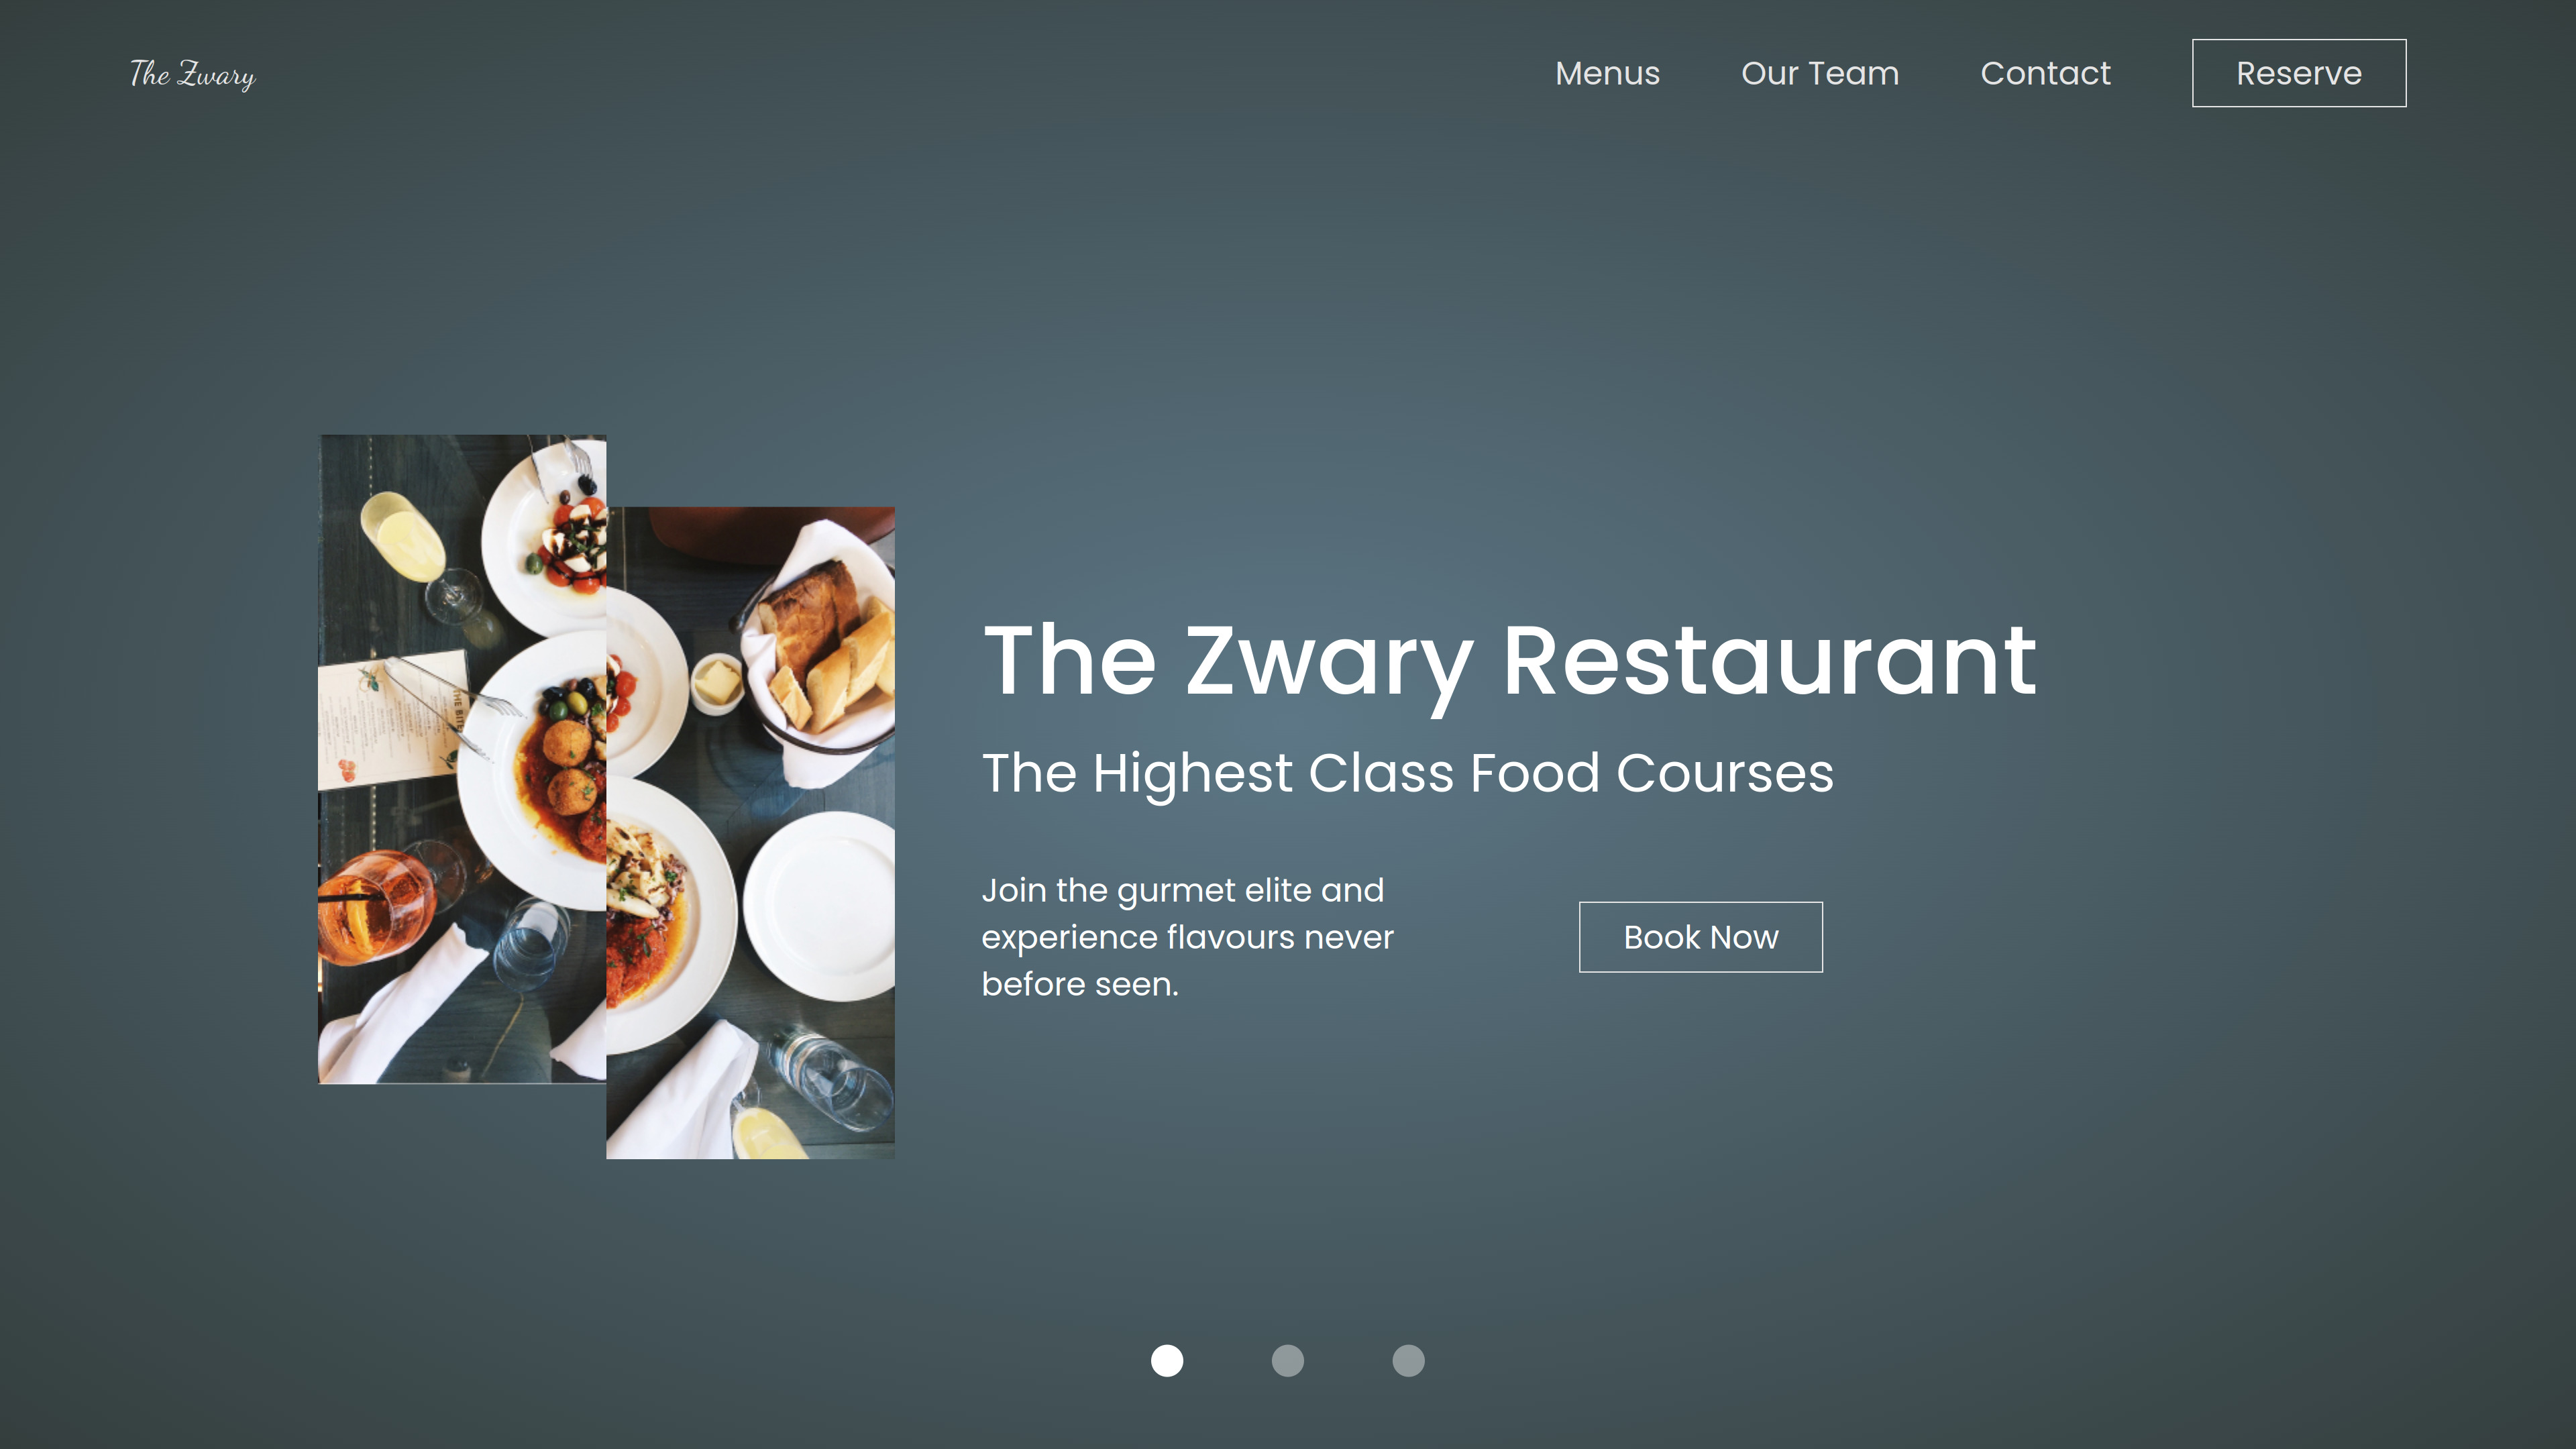 The Zwary
Menus
Our Team
Contact
Reserve
The Zwary Restaurant
The Highest Class Food Courses
Join the gurmet elite and
experience flavours never
before seen.
Book Now